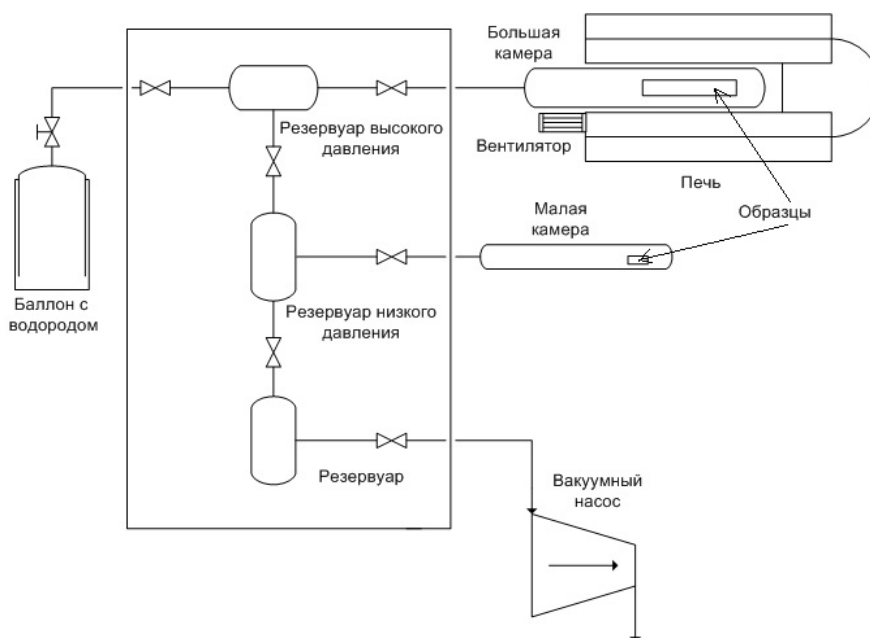 Большая
камера
Резервуар высокого
давления
Вентилятор
Печь
Малая
камера
Образцы
Баллон с
водородом
Резервуар низкого
давления
Резервуар
Вакуумный
насос